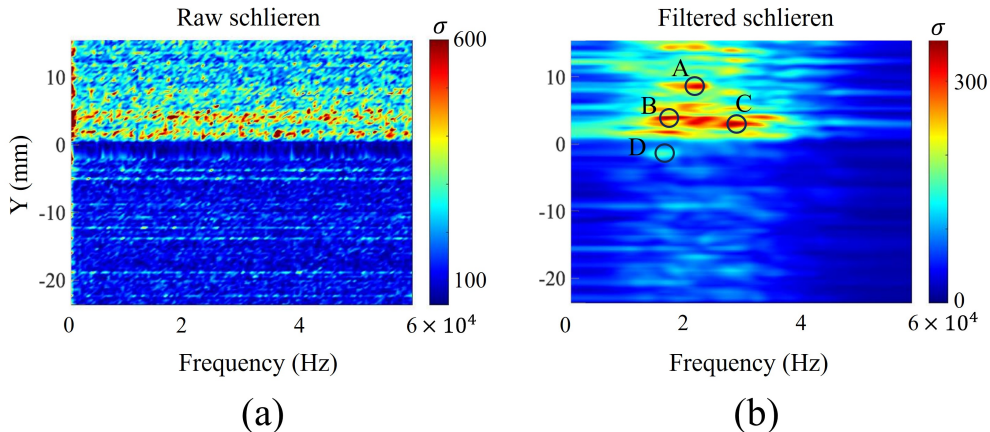 Raw schlieren
σ
600
100
10
0
-10
-20
Y (mm)
0
2
4
6 × 10⁴
Frequency (Hz)
(a)
Filtered schlieren
σ
300
0
10
0
-10
-20
A
B
C
D
0
2
4
6 × 10⁴
Frequency (Hz)
(b)